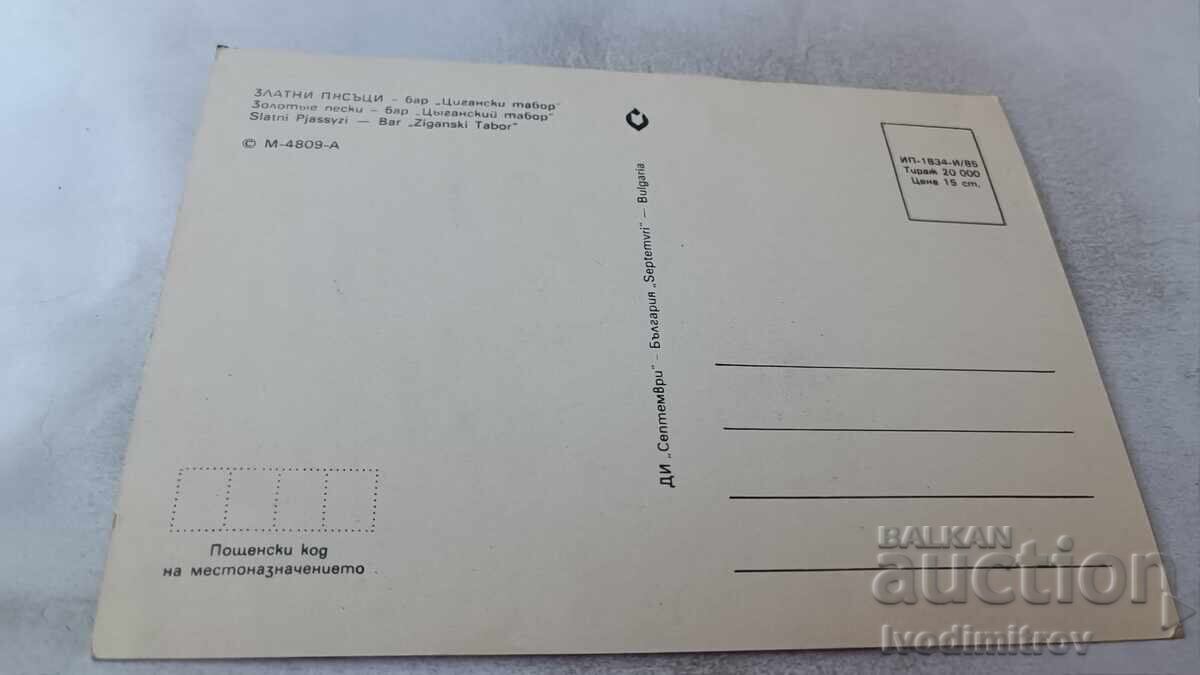 ЗЛАТНИ ПЯСЪЦИ – бар „Цигански табор"
Золотые пески – бар „Цыганский табор"
Slatni Pjassyzi — Bar „Ziganski Tabor"
© М-4809-А
ДИ „Септември" – България „Septemvri" — Bulgaria
ИП-1834-И/85
Тираж 20 000
Цена 15 ст.
Пощенски код
на местоназначението
BALKAN
auction
Ivodimitrov